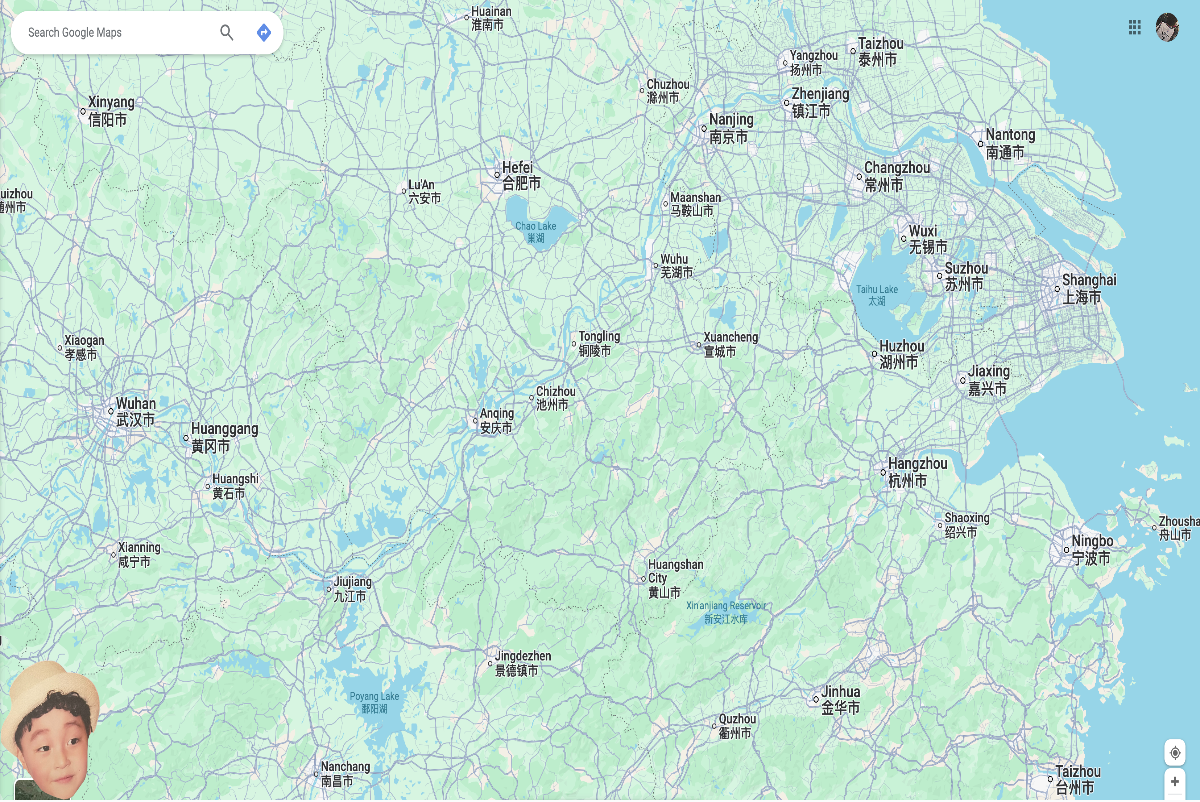 Search Google Maps
Huainan
淮南市
Yangzhou
扬州市
Taizhou
泰州市
Chuzhou
滁州市
Zhenjiang
镇江市
Xinyang
信阳市
Nanjing
南京市
Nantong
南通市
Hefei
合肥市
Changzhou
常州市
Lu'An
六安市
uizhou
随州市
Maanshan
马鞍山市
Chao Lake
巢湖
Wuxi
无锡市
Wuhu
芜湖市
Suzhou
苏州市
Shanghai
上海市
Taihu Lake
太湖
Xiaogan
孝感市
Tongling
铜陵市
Xuancheng
宣城市
Huzhou
湖州市
Jiaxing
嘉兴市
Chizhou
池州市
Wuhan
武汉市
Anqing
安庆市
Huanggang
黄冈市
Hangzhou
杭州市
Huangshi
黄石市
Shaoxing
绍兴市
Zhousha
舟山市
Ningbo
宁波市
Xianning
咸宁市
Jiujiang
九江市
Huangshan
City
黄山市
Xin'anjiang Reservoir
新安江水库
Jingdezhen
景德镇市
Poyang Lake
鄱阳湖
Jinhua
金华市
Quzhou
衢州市
Nanchang
南昌市
Taizhou
台州市